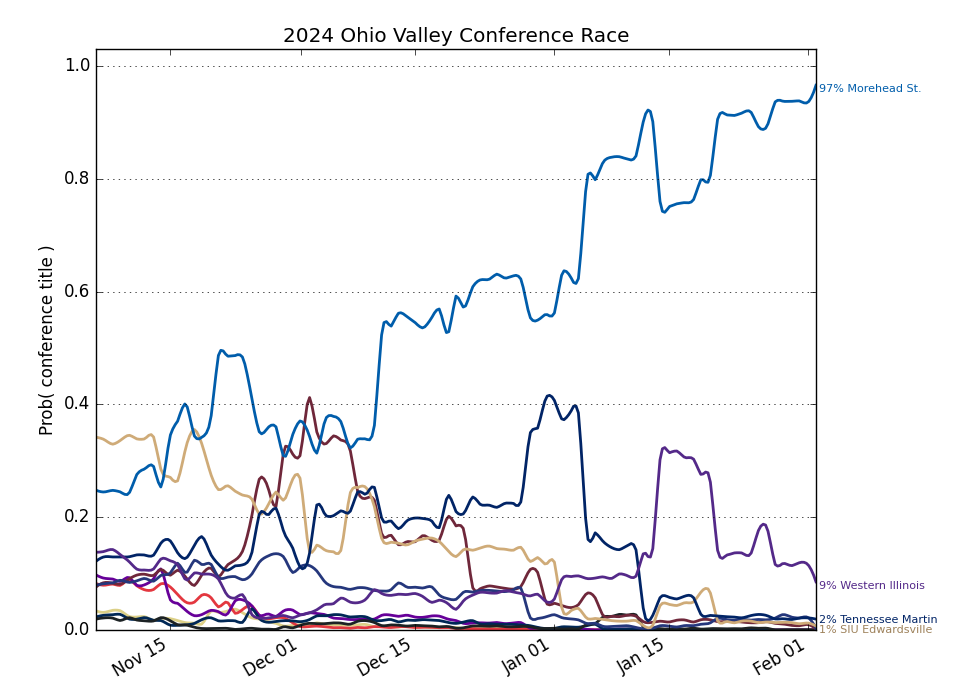 2024 Ohio Valley Conference Race
Prob( conference title )
1.0
0.8
0.6
0.4
0.2
0.0
Nov 15
Dec 01
Dec 15
Jan 01
Jan 15
Feb 01
97% Morehead St.
9% Western Illinois
2% Tennessee Martin
1% SIU Edwardsville